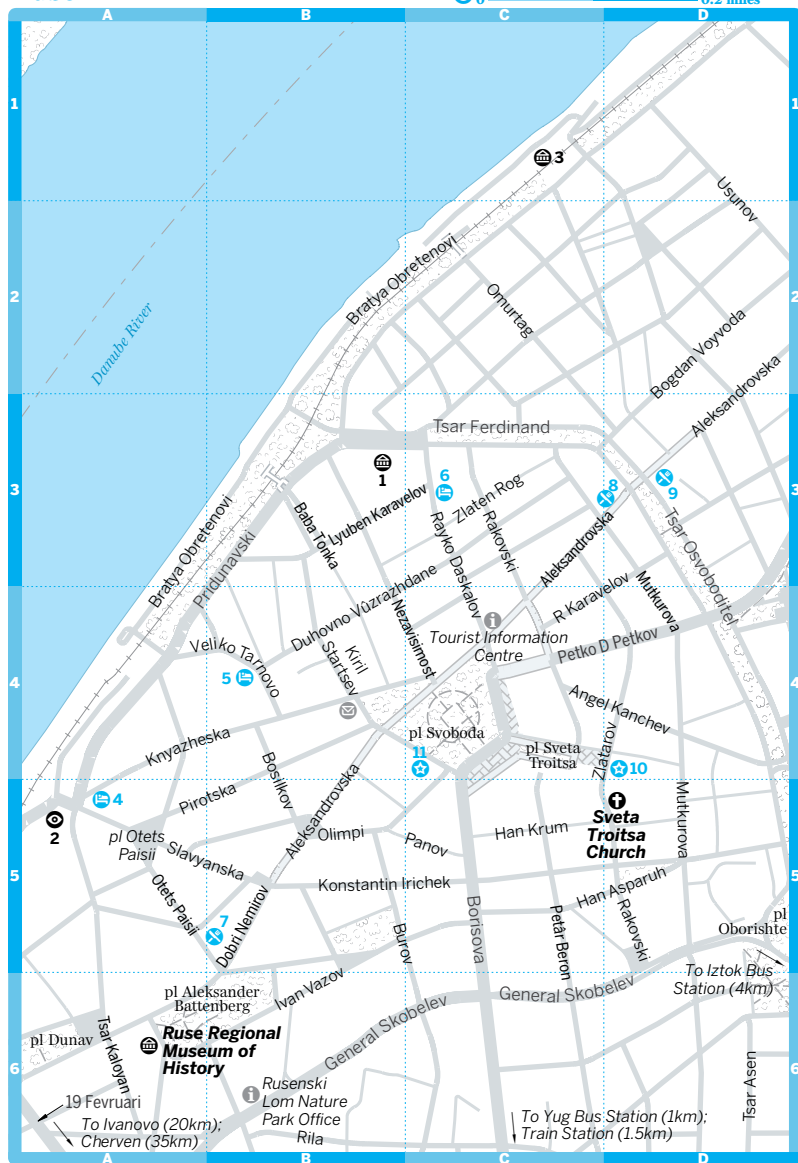 0
0.2 miles
A
B
C
D
1
1
3
Usunov
Bratya Obretenovi
2
2
Omurtag
Danube River
Bogdan Voyvoda
Aleksandrovska
Tsar Ferdinand
1
6
8
9
3
3
Zlaten Rog
Lyuben Karavelov
Baba Tonka
Rakovski
Rayko Daskalov
Aleksandrovska
Tsar Osvoboditel
Bratya Obretenovi
Pridunavski
Duhovno Vûzrazhdane
Nezavisimost
R Karavelov
Mutkurova
Tourist Information
Centre
Petko D Petkov
Veliko Tarnovo
Kiril
Startsev
5
4
4
Angel Kanchev
Knyazheska
pl Svoboda
pl Sveta
Troitsa
Zlatarov
11
10
Bosilkov
Aleksandrovska
4
Pirotska
2
pl Otets
Paisii
Slavyanska
Olimpi
Panov
Han Krum
Sveta
Troitsa
Church
Mutkurova
5
5
Otets Paisii
Konstantin Irichek
Han Asparuh
7
Dobri Nemirov
Borisova
Burov
Petâr Beron
Rakovski
pl
Oborishte
To Iztok Bus
Station (4km)
pl Aleksander
Battenberg
Ivan Vazov
General Skobelev
General Skobelev
pl Dunav
Tsar Kaloyan
Ruse Regional
Museum of
History
6
6
Rusenski
Lom Nature
Park Office
Rila
Tsar Asen
19 Fevruari
To Ivanovo (20km);
Cherven (35km)
To Yug Bus Station (1km);
Train Station (1.5km)
A
B
C
D